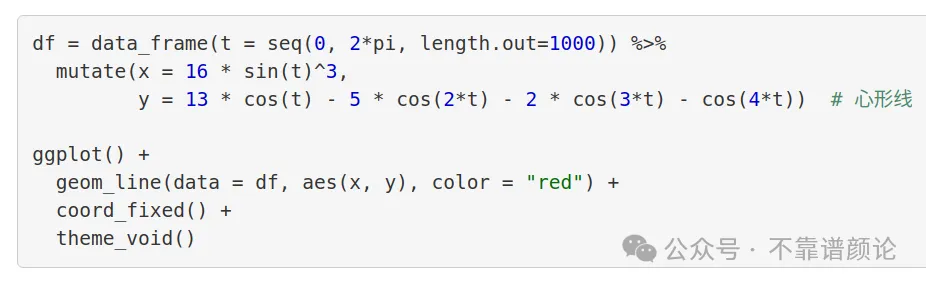 df = data_frame(t = seq(0, 2*pi, length.out=1000)) %>%
  mutate(x = 16 * sin(t)^3,
         y = 13 * cos(t) - 5 * cos(2*t) - 2 * cos(3*t) - cos(4*t))  # 心形线

ggplot() +
  geom_line(data = df, aes(x, y), color = "red") +
  coord_fixed() +
  theme_void()
公众号 · 不靠谱颜论